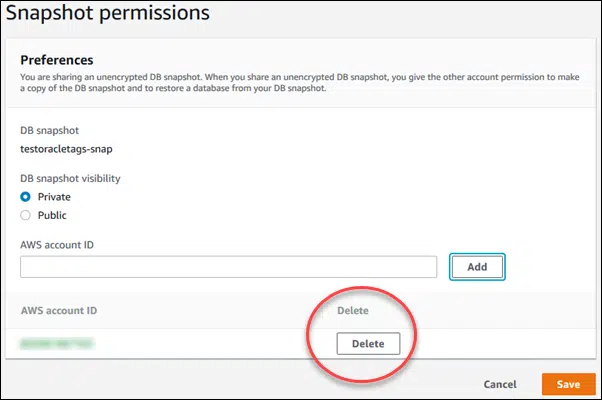 Snapshot permissions
Preferences
You are sharing an unencrypted DB snapshot. When you share an unencrypted DB snapshot, you give the other account permission to make
a copy of the DB snapshot and to restore a database from your DB snapshot.
DB snapshot
testoracletags-snap
DB snapshot visibility
Private
Public
AWS account ID
Add
AWS account ID Delete
Delete
Cancel Save